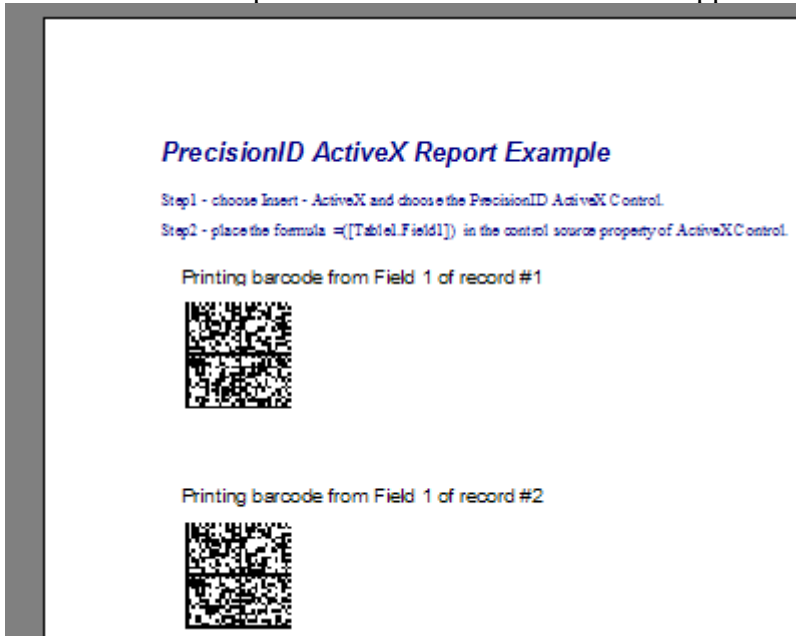 PrecisionID ActiveX Report Example
Step1 - choose Insert - ActiveX and choose the PrecisionID ActiveX Control.
Step2 - place the formula =([Table1.Field1]) in the control source property of ActiveX Control.
Printing barcode from Field 1 of record #1
Printing barcode from Field 1 of record #2